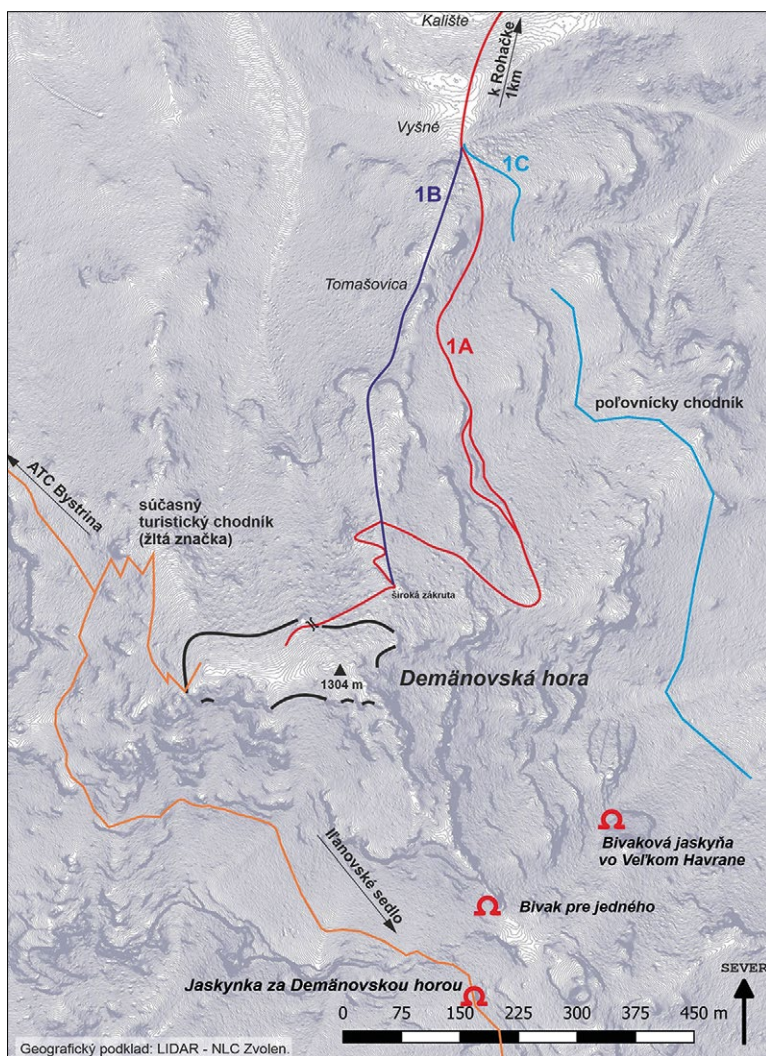 Kalište
k Rohačke
1km
Vyšné
1C
1B
Tomašovica
1A
poľovnícky chodník
ATC Bystrina
súčasný
turistický chodník
(žltá značka)
široká zákruta
1304 m
Demänovská hora
Bivaková jaskyňa
vo Veľkom Havrane
Iľanovské sedlo
Bivak pre jedného
Jaskynka za Demänovskou horou
SEVER
0 75 150 225 300 375 450 m
Geografický podklad: LIDAR - NLC Zvolen.